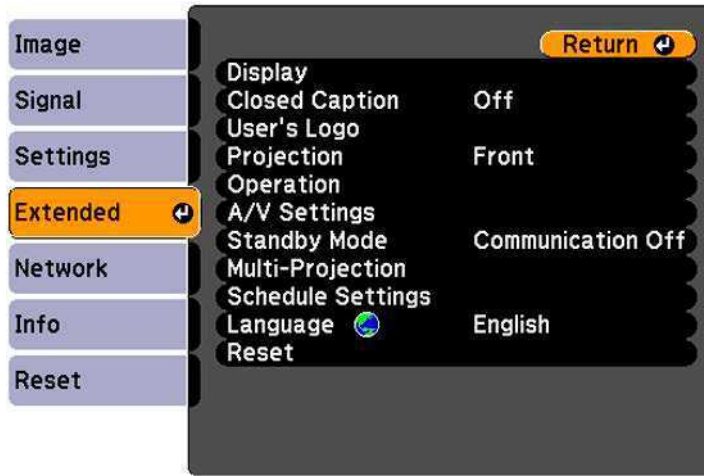 Image
Signal
Settings
Extended
Network
Info
Reset
Return
Display
Closed Caption Off
User's Logo
Projection Front
Operation
A/V Settings
Standby Mode Communication Off
Multi-Projection
Schedule Settings
Language English
Reset